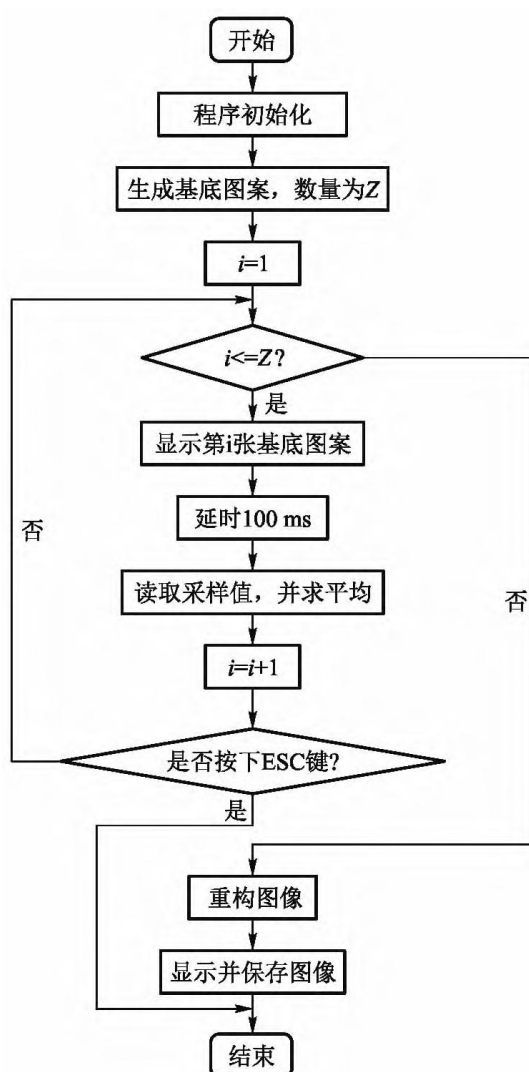 开始
程序初始化
生成基底图案，数量为Z
i=1
i<=Z?
是
显示第i张基底图案
延时100 ms
否
读取采样值，并求平均
否
i=i+1
是否按下ESC键?
是
重构图像
显示并保存图像
结束